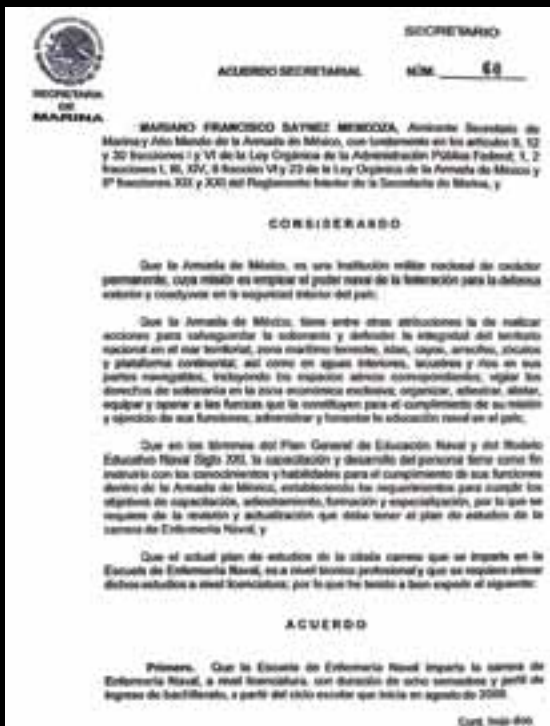 SECRETARIO
ACUERDO SECRETARIAL NÚM. 68
SECRETARIA
DE
MARINA
MARIANO FRANCISCO SAYNEZ MENDOZA, Almirante Secretario de
Marina y Alto Mando de la Armada de México, con fundamento en los artículos 9, 12
y 30 fracciones I y VI de la Ley Orgánica de la Administración Pública Federal; 1, 2
fracciones I, III, XIV, 8 fracción VI y 23 de la Ley Orgánica de la Armada de México y
6º fracciones XIX y XXI del Reglamento Interior de la Secretaría de Marina, y
CONSIDERANDO
Que la Armada de México, es una Institución militar nacional de carácter
permanente, cuya misión es emplear el poder naval de la federación para la defensa
exterior y coadyuvar en la seguridad interior del país;
Que la Armada de México, tiene entre otras atribuciones la de realizar
acciones para salvaguardar la soberanía y defender la integridad del territorio
nacional en el mar territorial, zona marítimo terrestre, islas, cayos, arrecifes, zócalos
y plataforma continental; así como en aguas interiores, lacustres y ríos en sus
partes navegables, incluyendo los espacios aéreos correspondientes; vigilar los
derechos de soberanía en la zona económica exclusiva; organizar, adiestrar, alistar,
equipar y operar a las fuerzas que la constituyen para el cumplimiento de su misión
y ejercicio de sus funciones; administrar y fomentar la educación naval en el país;
Que en los términos del Plan General de Educación Naval y del Modelo
Educativo Naval Siglo XXI, la capacitación y desarrollo del personal tiene como fin
instruirlo con los conocimientos y habilidades para el cumplimiento de sus funciones
dentro de la Armada de México, estableciendo los requerimientos para cumplir los
objetivos de capacitación, adiestramiento, formación y especialización, por lo que se
requiere de la revisión y actualización que debe tener el plan de estudios de la
carrera de Enfermería Naval, y
Que el actual plan de estudios de la citada carrera que se imparte en la
Escuela de Enfermería Naval, es a nivel técnico profesional y que se requiere elevar
dichos estudios a nivel licenciatura; por lo que he tenido a bien expedir el siguiente:
ACUERDO
Primero. Que la Escuela de Enfermería Naval imparta la carrera de
Enfermería Naval, a nivel licenciatura, con duración de ocho semestres y perfil de
ingreso de bachillerato, a partir del ciclo escolar que inicia en agosto de
Cont. hoja dos